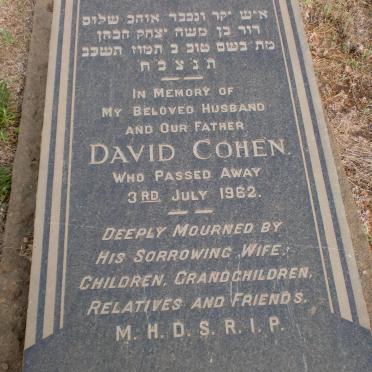 איש יקר ונכבד אוהב שלום
דוד בן משה יצחק הכהן
מת בשם טוב ב תמוז תשכב
ת נ צ ב ה
IN MEMORY OF
MY BELOVED HUSBAND
AND OUR FATHER
DAVID COHEN.
WHO PASSED AWAY
3RD JULY 1962.
DEEPLY MOURNED BY
HIS SORROWING WIFE.
CHILDREN, GRANDCHILDREN,
RELATIVES AND FRIENDS.
M.H.D.S.R.I.P.